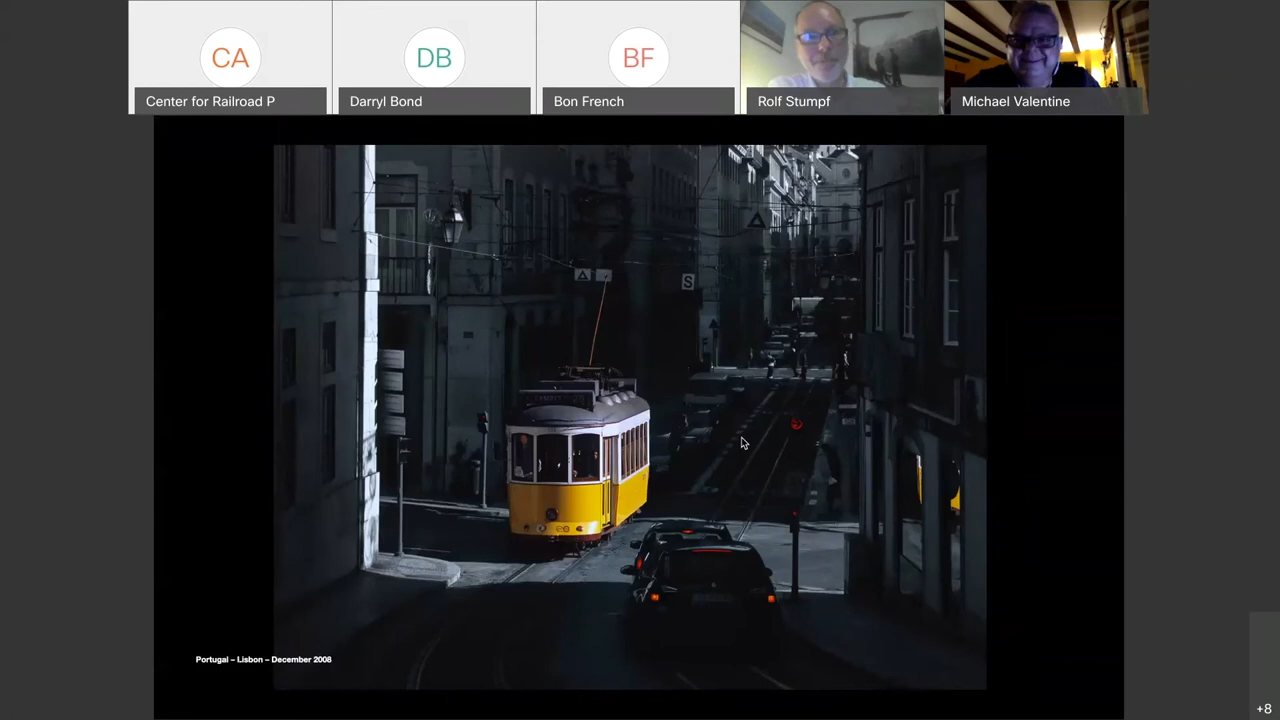 CA
DB
BF
Center for Railroad P
Darryl Bond
Bon French
Rolf Stumpf
Michael Valentine
S
Portugal – Lisbon – December 2008
+8